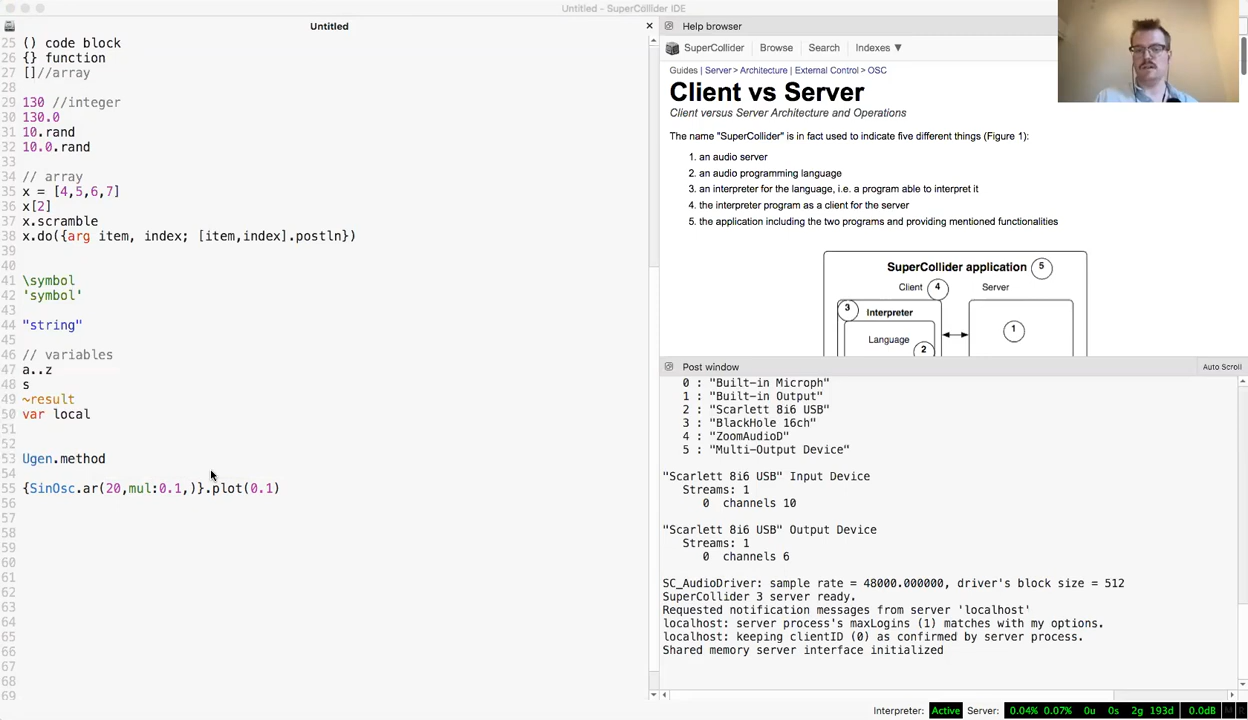 Untitled - SuperCollider IDE
Untitled
25 () code block
26 {} function
27 []//array
28
29 130 //integer
30 130.0
31 10.rand
32 10.0.rand
33
34 // array
35 x = [4,5,6,7]
36 x[2]
37 x.scramble
38 x.do({arg item, index; [item,index].postln})
39
40
41 \symbol
42 'symbol'
43
44 "string"
45
46 // variables
47 a..z
48 s
49 ~result
50 var local
51
52
53 Ugen.method
54
55 {SinOsc.ar(20,mul:0.1,)}.plot(0.1)
56
57
58
59
60
61
62
63
64
65
66
67
68
69
Help browser
SuperCollider Browse Search Indexes ▼
Guides | Server > Architecture | External Control > OSC
Client vs Server
Client versus Server Architecture and Operations
The name "SuperCollider" is in fact used to indicate five different things (Figure 1):
1. an audio server
2. an audio programming language
3. an interpreter for the language, i.e. a program able to interpret it
4. the interpreter program as a client for the server
5. the application including the two programs and providing mentioned functionalities
SuperCollider application 5
Client 4 Server
3 Interpreter
1
Language
2
Post window Auto Scroll
0 : "Built-in Microph"
1 : "Built-in Output"
2 : "Scarlett 8i6 USB"
3 : "BlackHole 16ch"
4 : "ZoomAudioD"
5 : "Multi-Output Device"
"Scarlett 8i6 USB" Input Device
Streams: 1
0 channels 10
"Scarlett 8i6 USB" Output Device
Streams: 1
0 channels 6
SC_AudioDriver: sample rate = 48000.000000, driver's block size = 512
SuperCollider 3 server ready.
Requested notification messages from server 'localhost'
localhost: server process's maxLogins (1) matches with my options.
localhost: keeping clientID (0) as confirmed by server process.
Shared memory server interface initialized
Interpreter: Active Server: 0.04% 0.07% 0u 0s 2g 193d 0.0dB M R